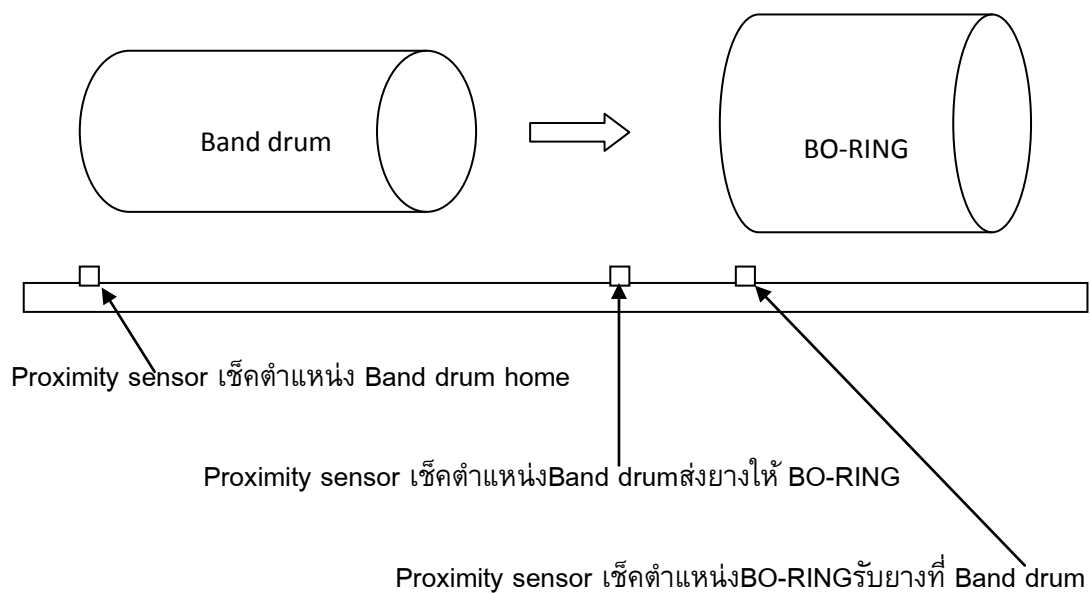 Band drum
BO-RING
Proximity sensor เช็คตำแหน่ง Band drum home
Proximity sensor เช็คตำแหน่งBand drumส่งยางให้ BO-RING
Proximity sensor เช็คตำแหน่งBO-RINGรับยางที่ Band drum